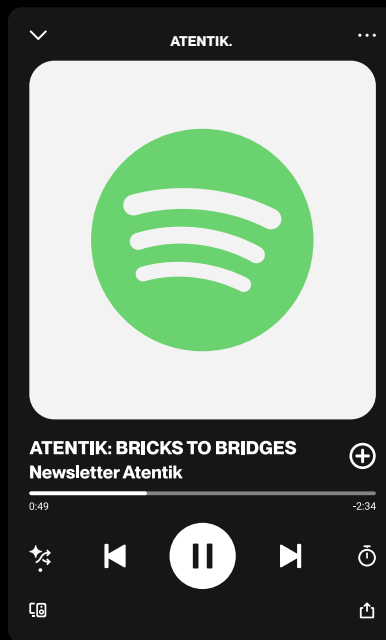 ATENTIK.
ATENTIK: BRICKS TO BRIDGES
Newsletter Atentik
0:49
-2:34